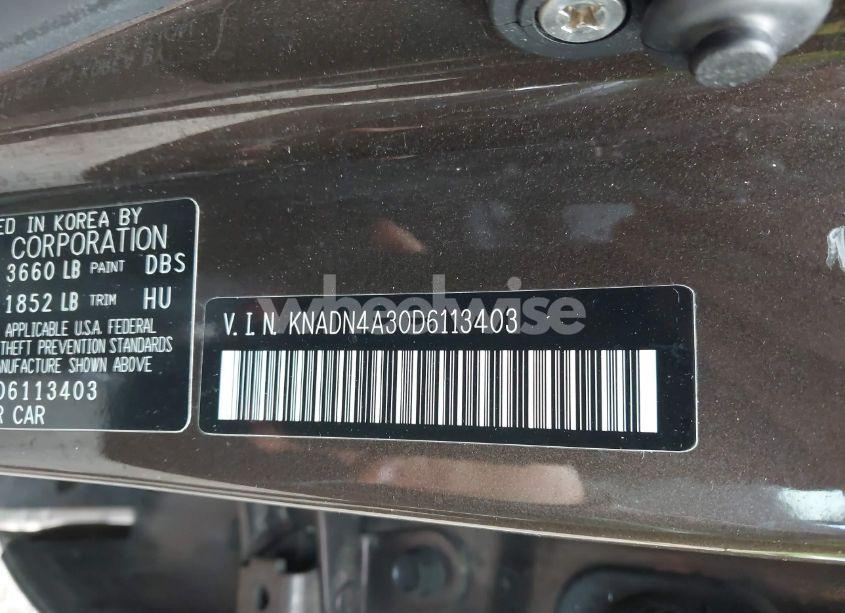 ED IN KOREA BY
CORPORATION
3660 LB PAINT DBS
1852 LB TRIM HU
APPLICABLE U.S.A. FEDERAL
THEFT PREVENTION STANDARDS
MANUFACTURE SHOWN ABOVE
D6113403
R CAR
wheelwise
V.I.N. KNADN4A30D6113403